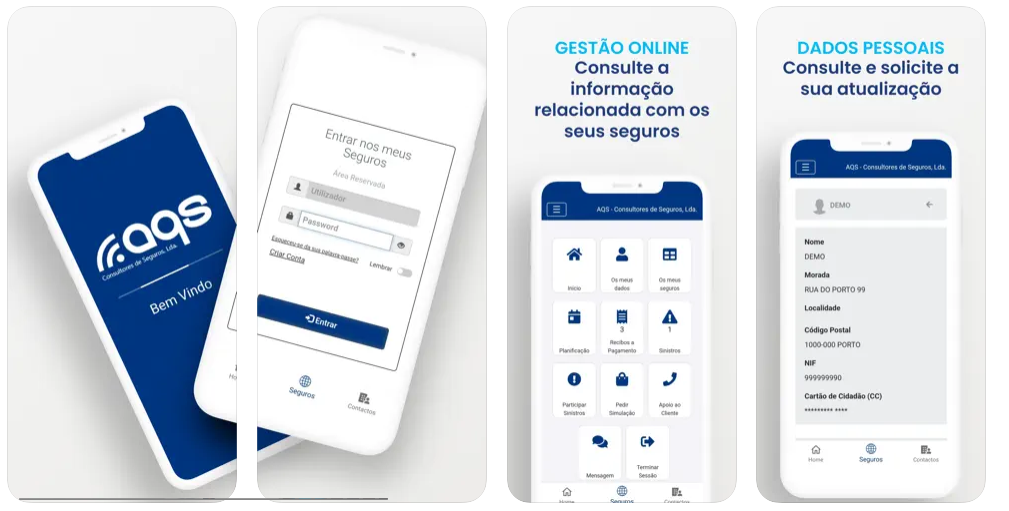 aqs
Consultores de Seguros, Lda.
Bem Vindo
Entrar nos meus
Seguros
Área Reservada
Utilizador
Password
Esqueceu-se da sua palavra-passe?
Lembrar
Criar Conta
Entrar
Seguros
Contactos
GESTÃO ONLINE
Consulte a
informação
relacionada com os
seus seguros
AQS - Consultores de Seguros, Lda.
Início
Os meus
dados
Os meus
seguros
Planificação
3
Recibos a
Pagamento
1
Sinistros
Participar
Sinistros
Pedir
Simulação
Apoio ao
Cliente
Mensagem
Terminar
Sessão
Home
Seguros
Contactos
DADOS PESSOAIS
Consulte e solicite a
sua atualização
AQS - Consultores de Seguros, Lda.
DEMO
Nome
DEMO
Morada
RUA DO PORTO 99
Localidade
Código Postal
1000-000 PORTO
NIF
999999990
Cartão de Cidadão (CC)
********* ****
Home
Seguros
Contactos